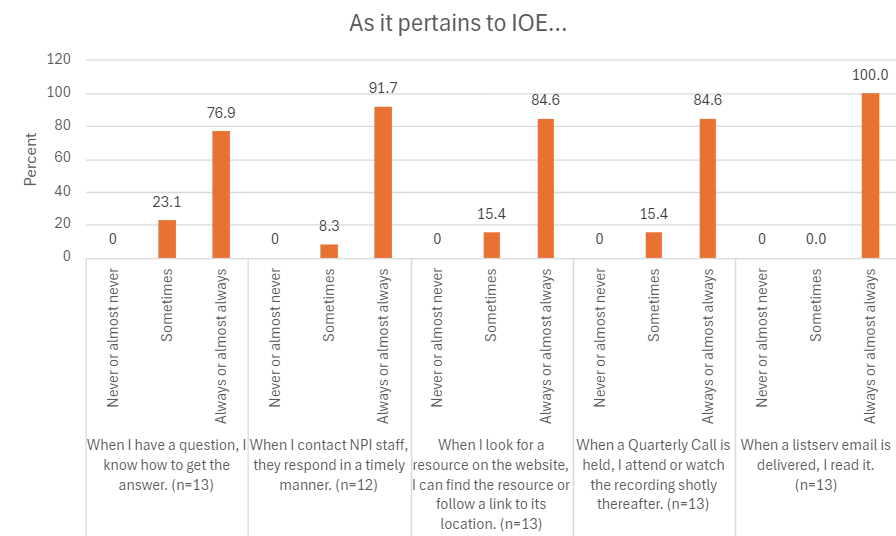 As it pertains to IOE...
Percent
120
100
80
60
40
20
0
0
23.1
76.9
0
8.3
91.7
0
15.4
84.6
0
15.4
84.6
0
0.0
100.0
Never or almost never
Sometimes
Always or almost always
Never or almost never
Sometimes
Always or almost always
Never or almost never
Sometimes
Always or almost always
Never or almost never
Sometimes
Always or almost always
Never or almost never
Sometimes
Always or almost always
When I have a question, I
know how to get the
answer. (n=13)
When I contact NPI staff,
they respond in a timely
manner. (n=12)
When I look for a
resource on the website,
I can find the resource or
follow a link to its
location. (n=13)
When a Quarterly Call is
held, I attend or watch
the recording shotly
thereafter. (n=13)
When a listserv email is
delivered, I read it.
(n=13)